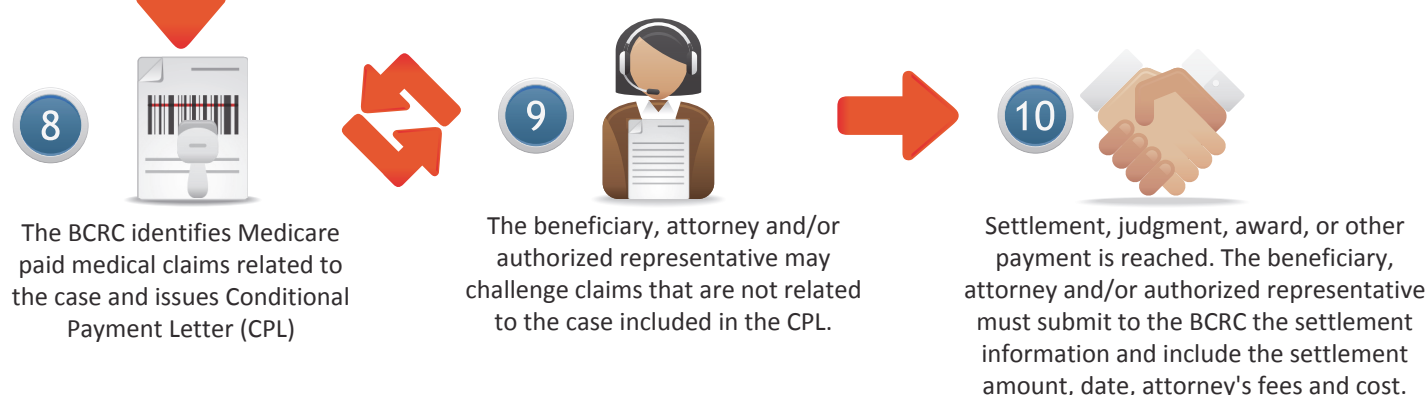 8
The BCRC identifies Medicare
paid medical claims related to
the case and issues Conditional
Payment Letter (CPL)
9
The beneficiary, attorney and/or
authorized representative may
challenge claims that are not related
to the case included in the CPL.
10
Settlement, judgment, award, or other
payment is reached. The beneficiary,
attorney and/or authorized representative
must submit to the BCRC the settlement
information and include the settlement
amount, date, attorney's fees and cost.